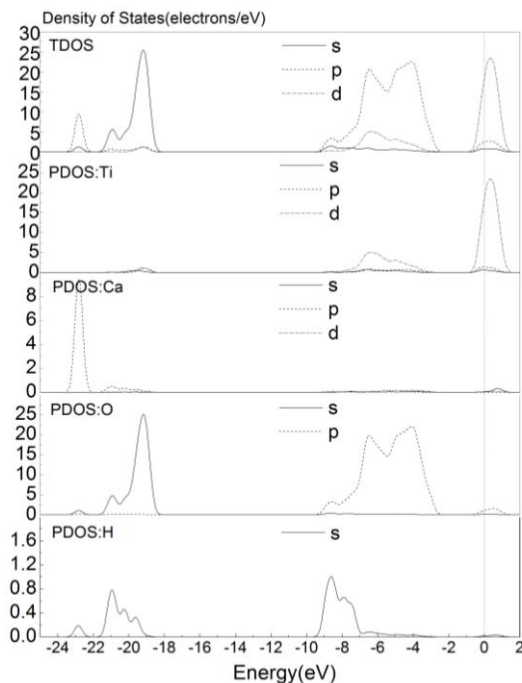 Density of States(electrons/eV)
30
25
20
15
10
5
0
TDOS
s
p
d
25
20
15
10
5
0
PDOS:Ti
s
p
d
8
6
4
2
0
PDOS:Ca
s
p
d
25
20
15
10
5
0
PDOS:O
s
p
1.6
1.2
0.8
0.4
0.0
PDOS:H
s
-24 -22 -20 -18 -16 -14 -12 -10 -8 -6 -4 -2 0 2
Energy(eV)